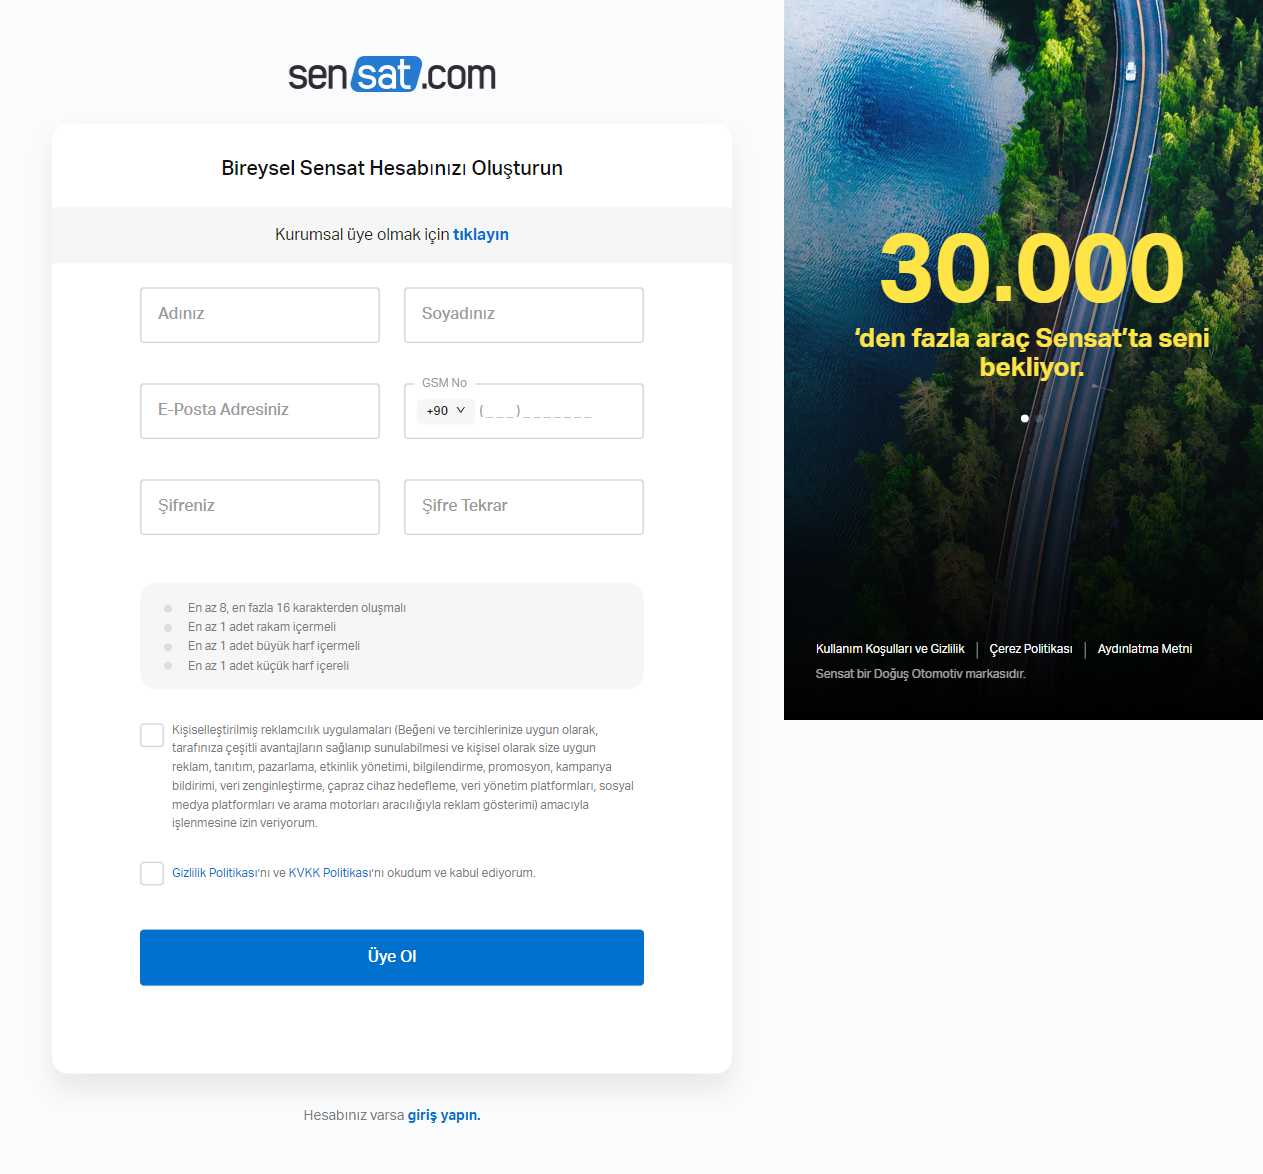 sensat.com
Bireysel Sensat Hesabınızı Oluşturun
Kurumsal üye olmak için tıklayın
Adınız
Soyadınız
E-Posta Adresiniz
GSM No
+90 (_ _ _) _ _ _ _ _ _ _
Şifreniz
Şifre Tekrar
En az 8, en fazla 16 karakterden oluşmalı
En az 1 adet rakam içermeli
En az 1 adet büyük harf içermeli
En az 1 adet küçük harf içereli
Kişiselleştirilmiş reklamcılık uygulamaları (Beğeni ve tercihlerinize uygun olarak,
tarafınıza çeşitli avantajların sağlanıp sunulabilmesi ve kişisel olarak size uygun
reklam, tanıtım, pazarlama, etkinlik yönetimi, bilgilendirme, promosyon, kampanya
bildirimi, veri zenginleştirme, çapraz cihaz hedefleme, veri yönetim platformları, sosyal
medya platformları ve arama motorları aracılığıyla reklam gösterimi) amacıyla
işlenmesine izin veriyorum.
Gizlilik Politikası'nı ve KVKK Politikası'nı okudum ve kabul ediyorum.
Üye Ol
Hesabınız varsa giriş yapın.
30.000
‘den fazla araç Sensat’ta seni
bekliyor.
Kullanım Koşulları ve Gizlilik | Çerez Politikası | Aydınlatma Metni
Sensat bir Doğuş Otomotiv markasıdır.